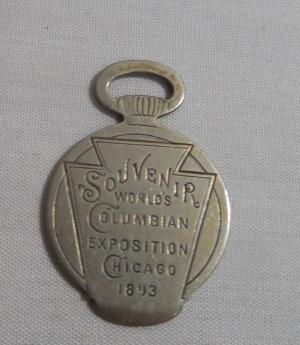 SOUVENIR
WORLD'S
COLUMBIAN
EXPOSITION
CHICAGO
1893